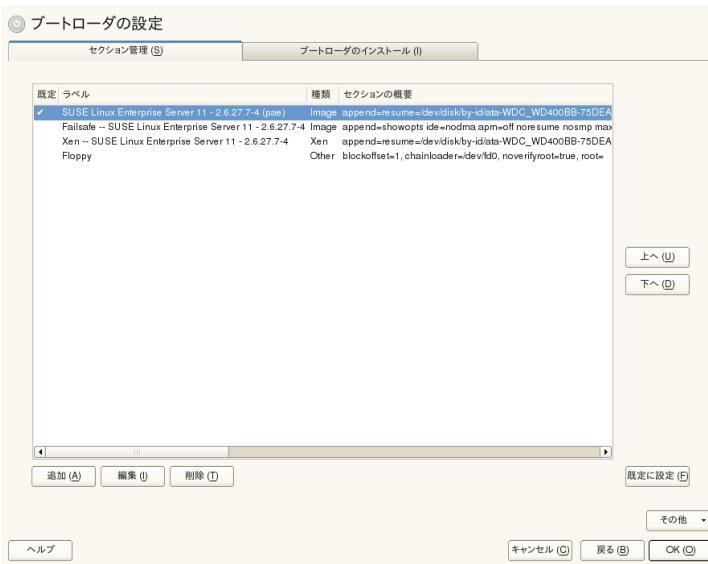 ブートローダの設定
セクション管理 (S) ブートローダのインストール (I)
既定 ラベル 種類 セクションの概要
✔ SUSE Linux Enterprise Server 11 - 2.6.27.7-4 (pae) Image append=resume=/dev/disk/by-id/ata-WDC_WD400BB-75DEA
Failsafe -- SUSE Linux Enterprise Server 11 - 2.6.27.7-4 Image append=showopts ide=nodma apm=off noresume nosmp max
Xen -- SUSE Linux Enterprise Server 11 - 2.6.27.7-4 Xen append=resume=/dev/disk/by-id/ata-WDC_WD400BB-75DEA
Floppy Other blockoffset=1, chainloader=/dev/fd0, noverifyroot=true, root=
上へ (U)
下へ (D)
追加 (A) 編集 (I) 削除 (T) 既定に設定 (F)
その他
ヘルプ キャンセル (C) 戻る (B) OK (O)